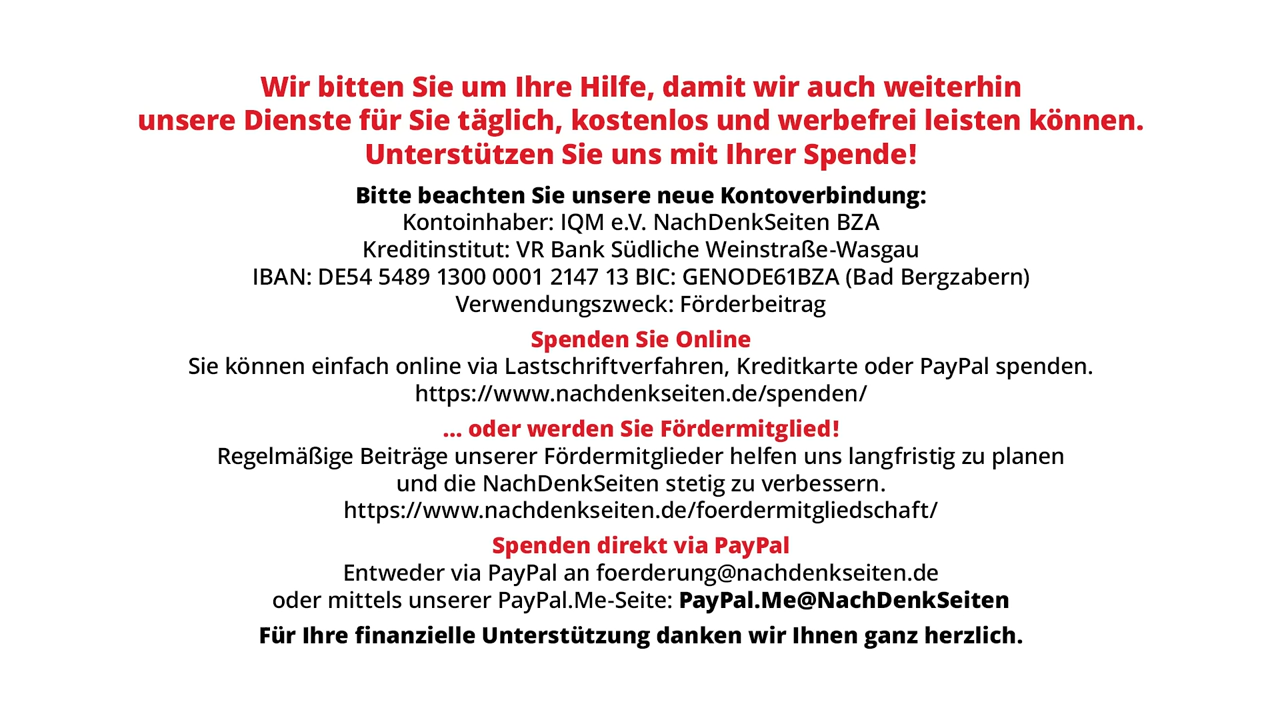 Wir bitten Sie um Ihre Hilfe, damit wir auch weiterhin
unsere Dienste für Sie täglich, kostenlos und werbefrei leisten können.
Unterstützen Sie uns mit Ihrer Spende!
Bitte beachten Sie unsere neue Kontoverbindung:
Kontoinhaber: IQM e.V. NachDenkSeiten BZA
Kreditinstitut: VR Bank Südliche Weinstraße-Wasgau
IBAN: DE54 5489 1300 0001 2147 13 BIC: GENODE61BZA (Bad Bergzabern)
Verwendungszweck: Förderbeitrag
Spenden Sie Online
Sie können einfach online via Lastschriftverfahren, Kreditkarte oder PayPal spenden.
https://www.nachdenkseiten.de/spenden/
... oder werden Sie Fördermitglied!
Regelmäßige Beiträge unserer Fördermitglieder helfen uns langfristig zu planen
und die NachDenkSeiten stetig zu verbessern.
https://www.nachdenkseiten.de/foerdermitgliedschaft/
Spenden direkt via PayPal
Entweder via PayPal an foerderung@nachdenkseiten.de
oder mittels unserer PayPal.Me-Seite: PayPal.Me@NachDenkSeiten
Für Ihre finanzielle Unterstützung danken wir Ihnen ganz herzlich.